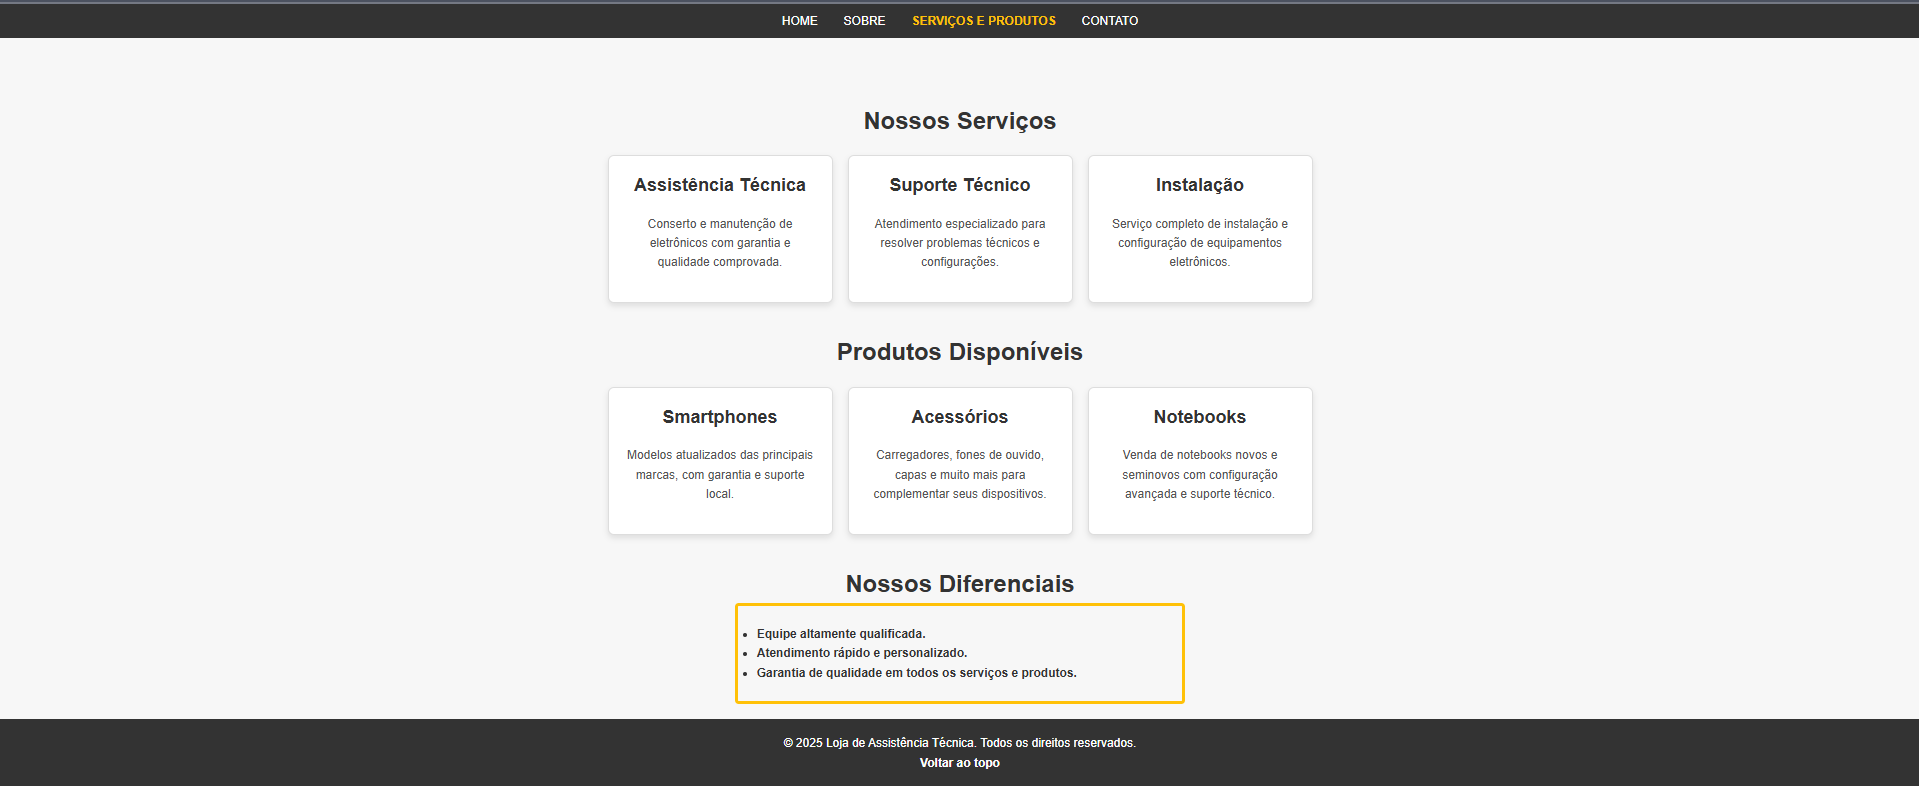 HOME SOBRE SERVIÇOS E PRODUTOS CONTATO
Nossos Serviços
Assistência Técnica
Conserto e manutenção de
eletrônicos com garantia e
qualidade comprovada.
Suporte Técnico
Atendimento especializado para
resolver problemas técnicos e
configurações.
Instalação
Serviço completo de instalação e
configuração de equipamentos
eletrônicos.
Produtos Disponíveis
Smartphones
Modelos atualizados das principais
marcas, com garantia e suporte
local.
Acessórios
Carregadores, fones de ouvido,
capas e muito mais para
complementar seus dispositivos.
Notebooks
Venda de notebooks novos e
seminovos com configuração
avançada e suporte técnico.
Nossos Diferenciais
• Equipe altamente qualificada.
• Atendimento rápido e personalizado.
• Garantia de qualidade em todos os serviços e produtos.
© 2025 Loja de Assistência Técnica. Todos os direitos reservados.
Voltar ao topo